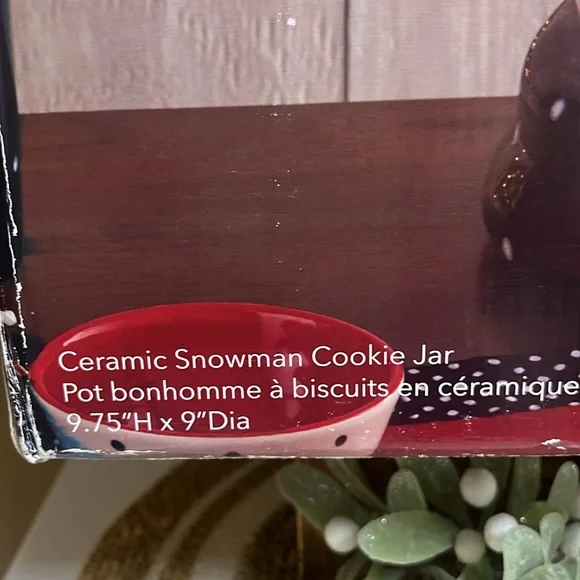 Ceramic Snowman Cookie Jar
Pot bonhomme à biscuits en céramique
9.75"H x 9"Dia